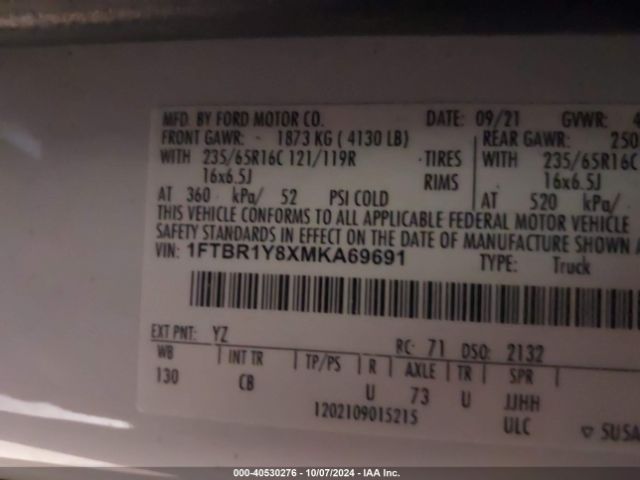 MFD. BY FORD MOTOR CO. DATE: 09/21 GVWR: 4
FRONT GAWR: 1873 KG ( 4130 LB) REAR GAWR: 250
WITH 235/65R16C 121/119R TIRES WITH 235/65R16C
16x6.5J RIMS 16x6.5J
AT 360 kPa/ 52 PSI COLD AT 520 kPa/
THIS VEHICLE CONFORMS TO ALL APPLICABLE FEDERAL MOTOR VEHICLE
SAFETY STANDARDS IN EFFECT ON THE DATE OF MANUFACTURE SHOWN A
VIN: 1FTBR1Y8XMKA69691 TYPE: Truck
EXT PNT: YZ RC: 71 DSO: 2132
WB INT TR TP/PS R AXLE TR SPR
130 CB U 73 U JJHH
1202109015215 ULC
▽ SUSA
000-40530276 - 10/07/2024 - IAA Inc.